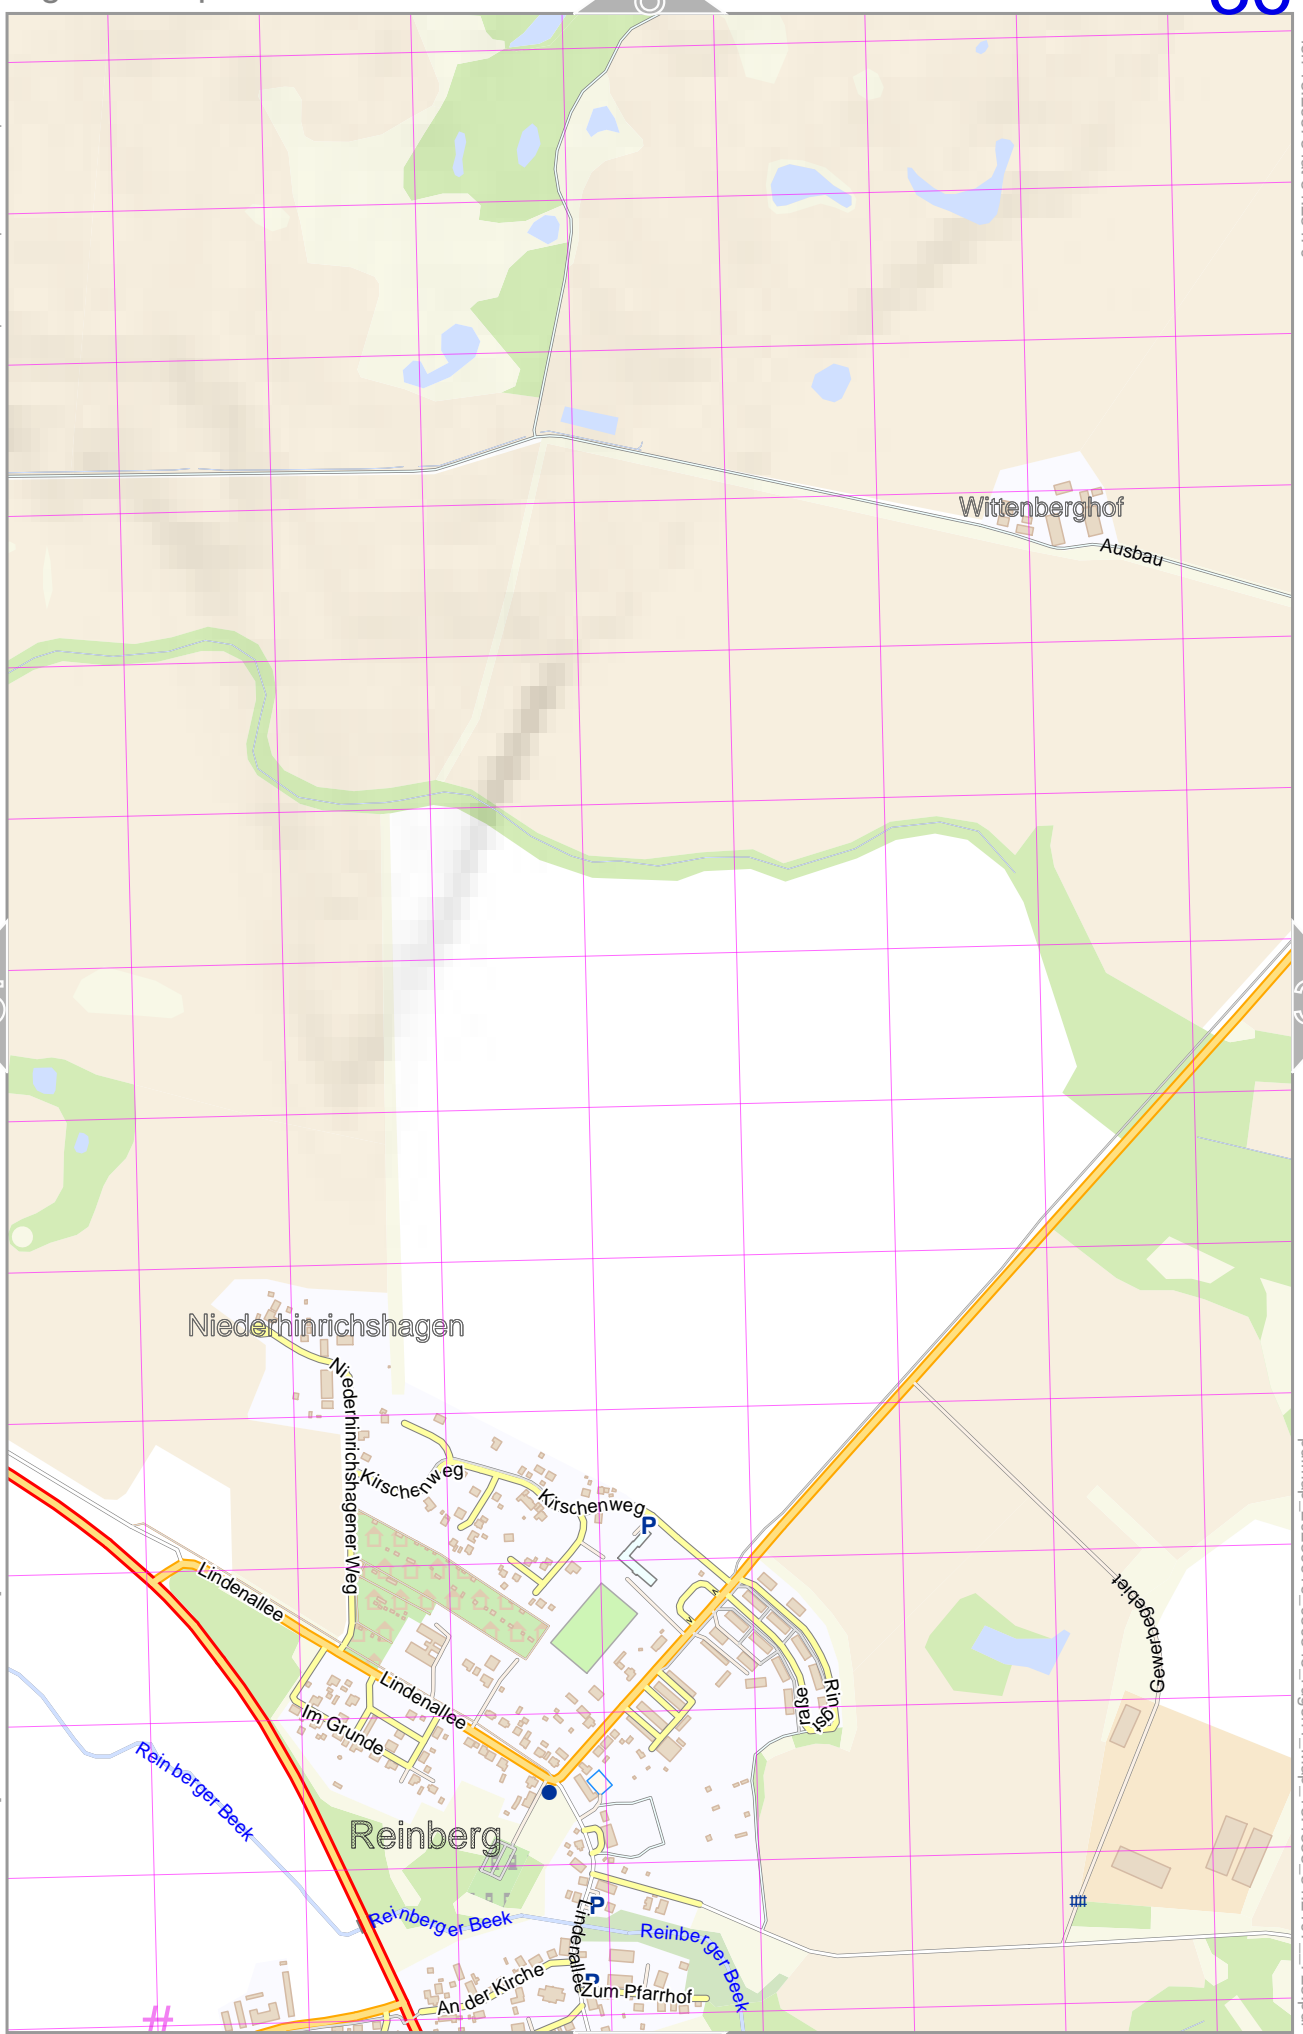 Wittenberghof
Ausbau
Niederhinrichshagen
Niederhinrichshagener Weg
Kirschenweg
Kirschenweg
P
Lindenallee
Gewerbegebiet
Lindenallee
Ringstraße
Im Grunde
Reinberger Beek
Reinberg
P
Reinberger Beek
Reinberger Beek
Lindenallee
P
An der Kirche
Zum Pfarrhof
#